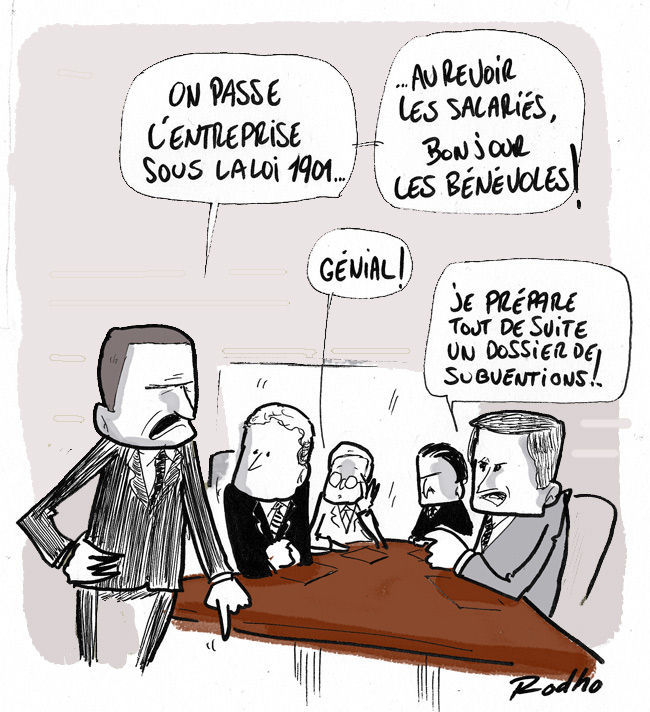 ON PASSE
L'ENTREPRISE
SOUS LA LOI 1901...
...AU REVOIR
LES SALARIÉS,
BONJOUR
LES BÉNÉVOLES!
GÉNIAL!
JE PRÉPARE
TOUT DE SUITE
UN DOSSIER DE
SUBVENTIONS!..
Rodho